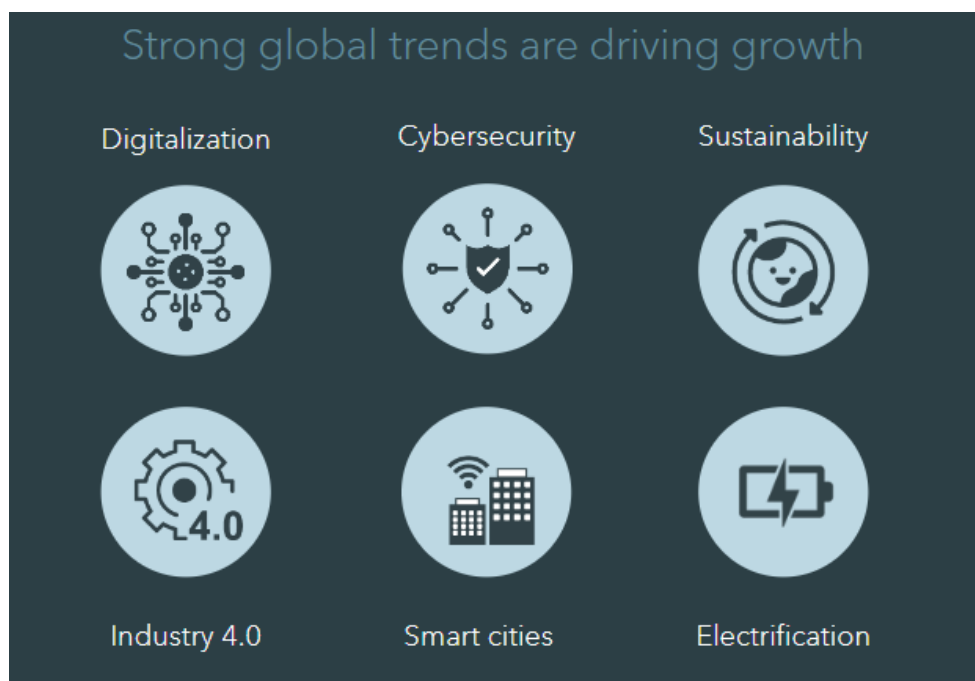 Strong global trends are driving growth
Digitalization
Cybersecurity
Sustainability
4.0
Industry 4.0
Smart cities
Electrification